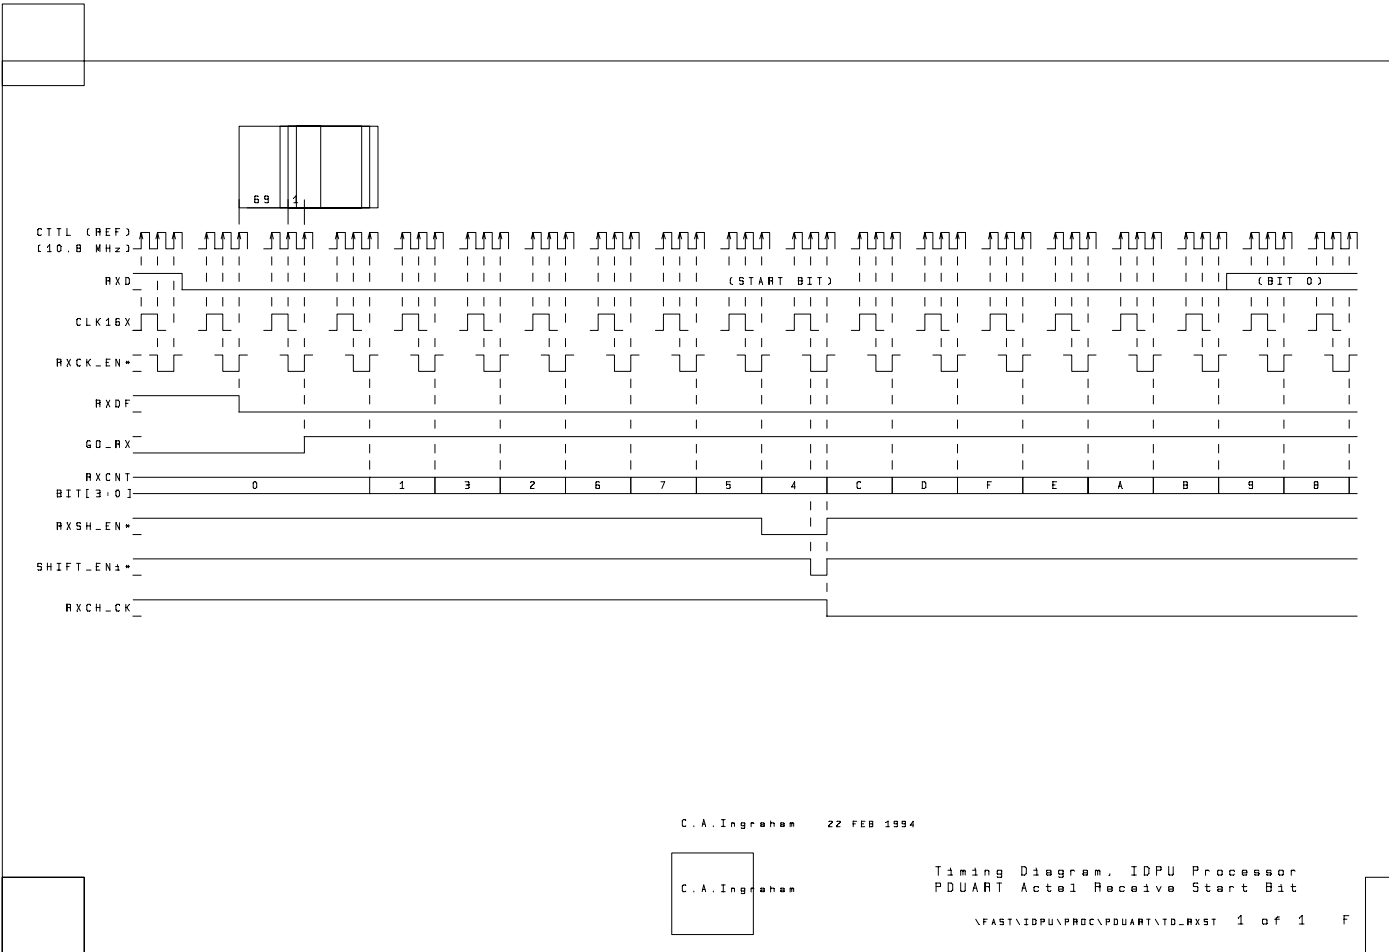 69 1
CTTL (REF)
(10.8 MHz)
RXD (START BIT) (BIT 0)
CLK16X
RXCK_EN*
RXDF
GO_RX
RXCNT
BIT[3:0] 0 1 3 2 6 7 5 4 C D F E A B 9 8
RXSH_EN*
SHIFT_EN1*
RXCH_CK
C.A.Ingraham 22 FEB 1994
C.A.Ingraham
Timing Diagram, IDPU Processor
PDUART Actel Receive Start Bit
\FAST\IDPU\PROC\PDUART\TD_RXST 1 of 1 F